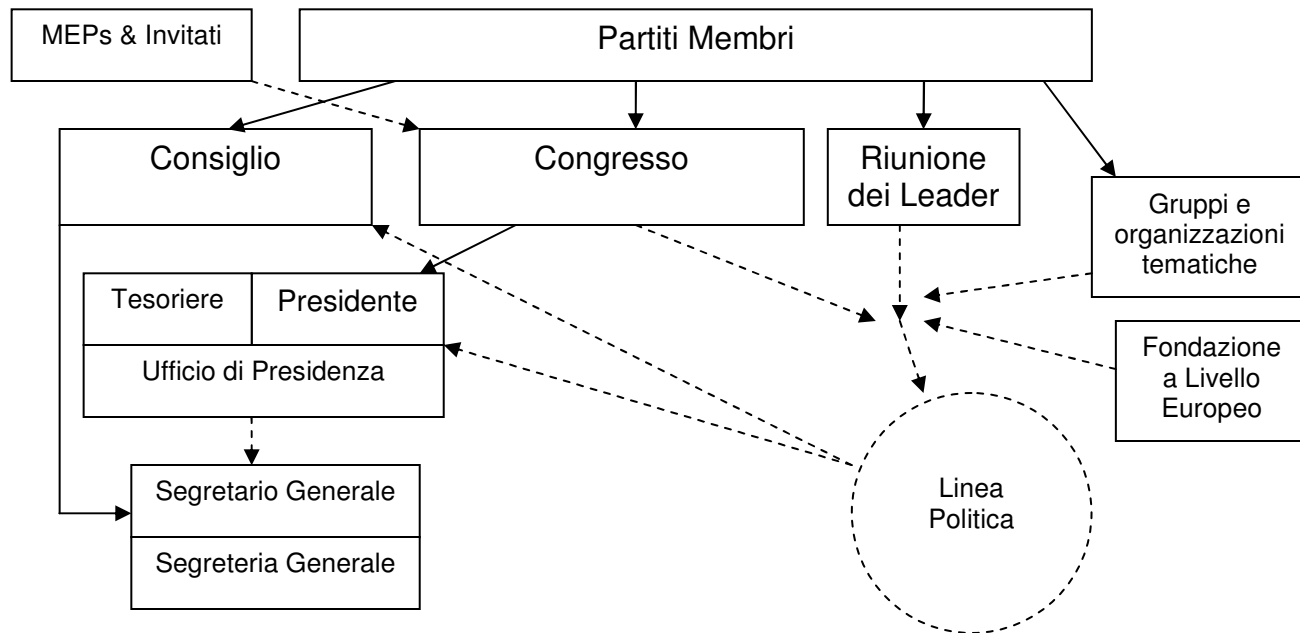 MEPs & Invitati
Partiti Membri
Consiglio
Congresso
Riunione
dei Leader
Gruppi e
organizzazioni
tematiche
Tesoriere
Presidente
Ufficio di Presidenza
Fondazione
a Livello
Europeo
Segretario Generale
Segreteria Generale
Linea
Politica